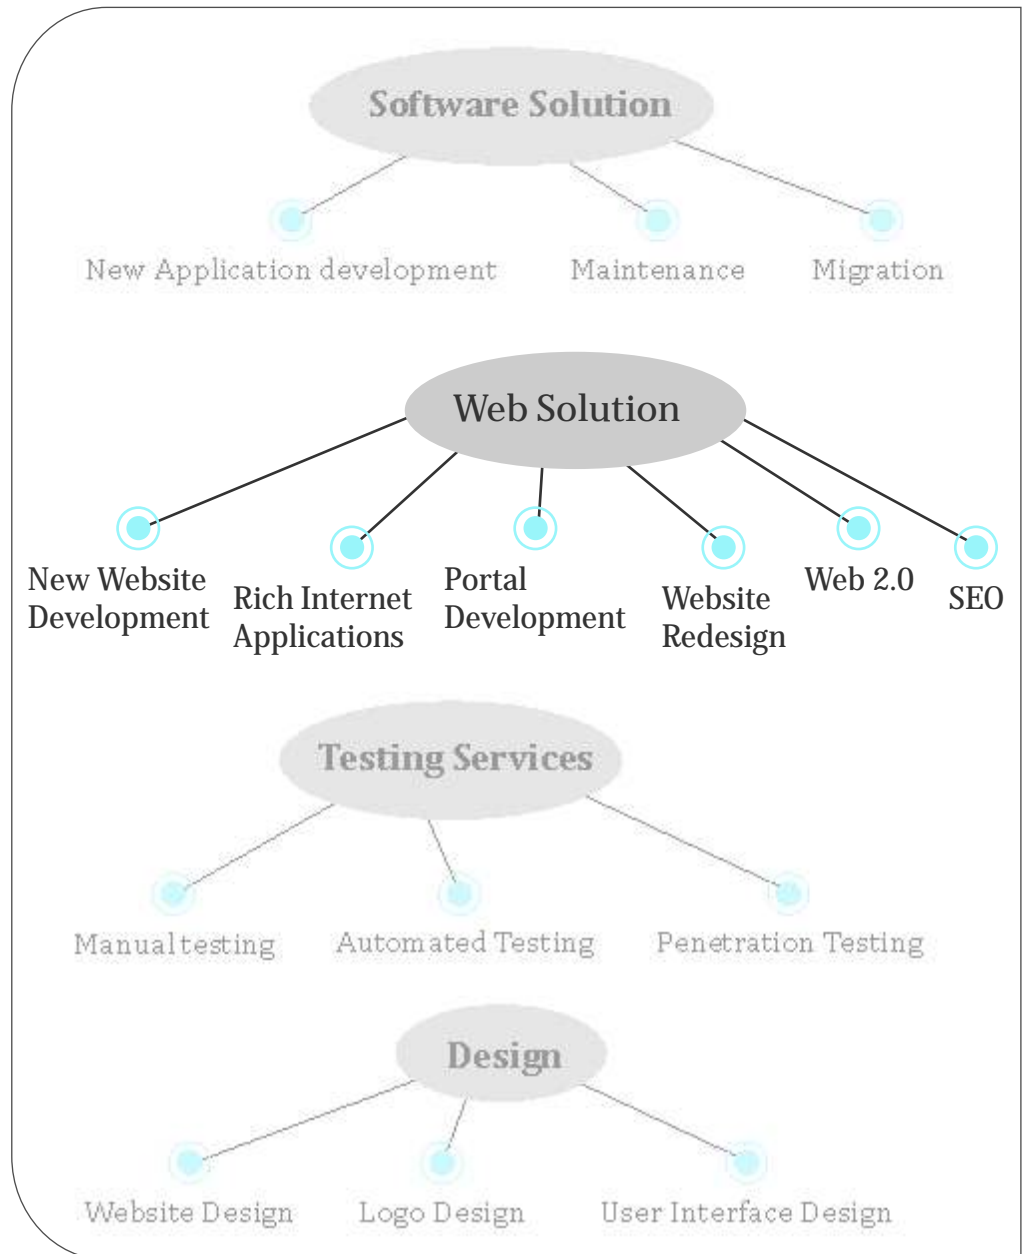 Software Solution
New Application development
Maintenance
Migration
Web Solution
New Website
Development
Rich Internet
Applications
Portal
Development
Website
Redesign
Web 2.0
SEO
Testing Services
Manual testing
Automated Testing
Penetration Testing
Design
Website Design
Logo Design
User Interface Design